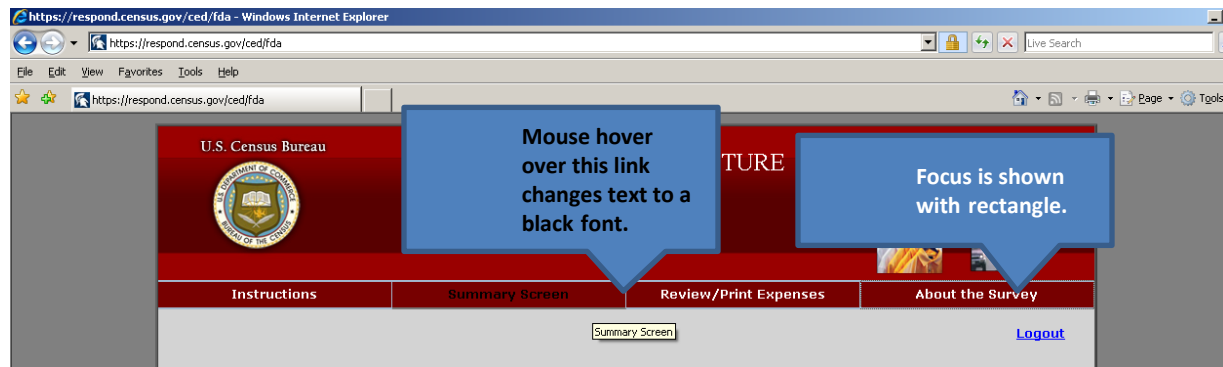 https://respond.census.gov/ced/fda - Windows Internet Explorer
https://respond.census.gov/ced/fda
Live Search
File Edit View Favorites Tools Help
https://respond.census.gov/ced/fda
Page Tools
U.S. Census Bureau
TURE
Mouse hover
over this link
changes text to a
black font.
Focus is shown
with rectangle.
Instructions Summary Screen Review/Print Expenses About the Survey
Summary Screen
Logout